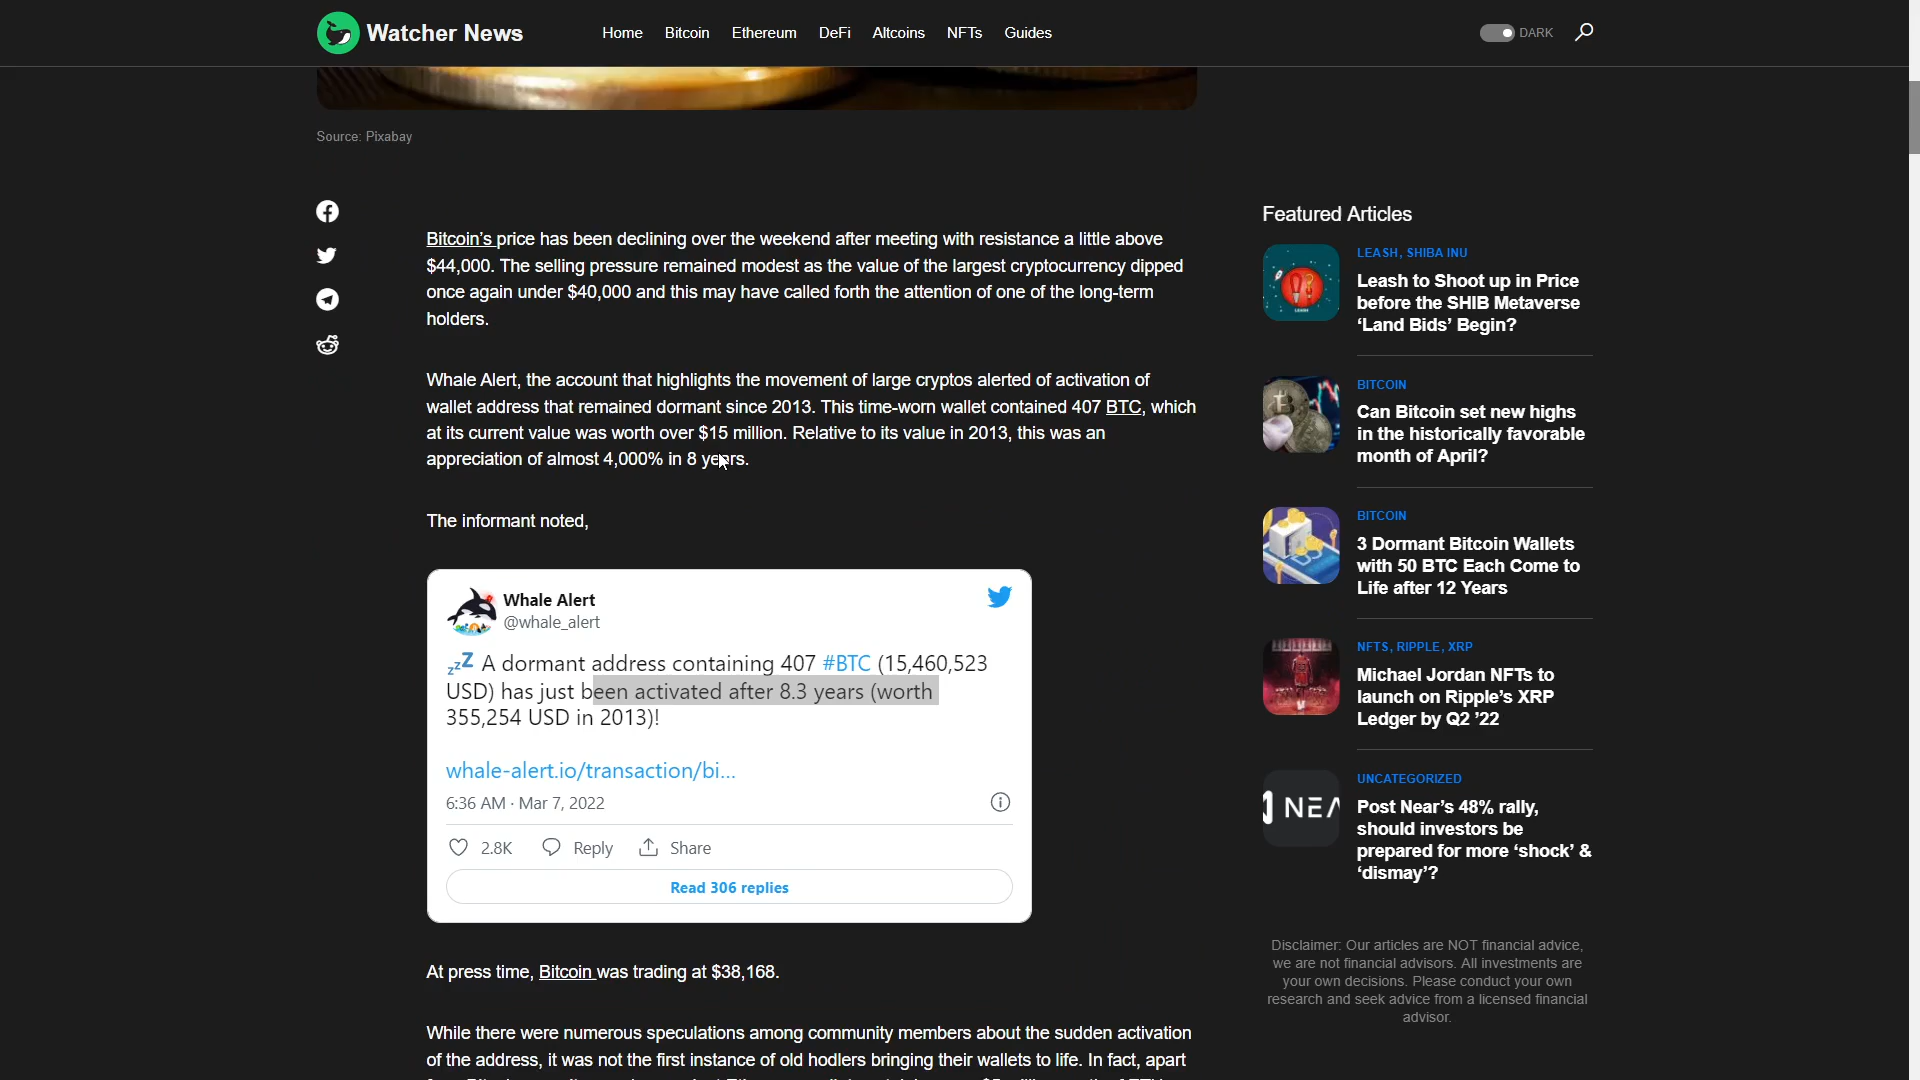 Watcher News
Home Bitcoin Ethereum DeFi Altcoins NFTs Guides
DARK
Source: Pixabay
Bitcoin's price has been declining over the weekend after meeting with resistance a little above
$44,000. The selling pressure remained modest as the value of the largest cryptocurrency dipped
once again under $40,000 and this may have called forth the attention of one of the long-term
holders.
Whale Alert, the account that highlights the movement of large cryptos alerted of activation of
wallet address that remained dormant since 2013. This time-worn wallet contained 407 BTC, which
at its current value was worth over $15 million. Relative to its value in 2013, this was an
appreciation of almost 4,000% in 8 years.
The informant noted,
Whale Alert
@whale_alert
zzZ A dormant address containing 407 #BTC (15,460,523
USD) has just been activated after 8.3 years (worth
355,254 USD in 2013)!
whale-alert.io/transaction/bi...
6:36 AM · Mar 7, 2022
2.8K Reply Share
Read 306 replies
At press time, Bitcoin was trading at $38,168.
While there were numerous speculations among community members about the sudden activation
of the address, it was not the first instance of old hodlers bringing their wallets to life. In fact, apart
Featured Articles
LEASH, SHIBA INU
Leash to Shoot up in Price
before the SHIB Metaverse
‘Land Bids’ Begin?
BITCOIN
Can Bitcoin set new highs
in the historically favorable
month of April?
BITCOIN
3 Dormant Bitcoin Wallets
with 50 BTC Each Come to
Life after 12 Years
NFTS, RIPPLE, XRP
Michael Jordan NFTs to
launch on Ripple’s XRP
Ledger by Q2 ’22
NEA
UNCATEGORIZED
Post Near’s 48% rally,
should investors be
prepared for more ‘shock’ &
‘dismay’?
Disclaimer: Our articles are NOT financial advice,
we are not financial advisors. All investments are
your own decisions. Please conduct your own
research and seek advice from a licensed financial
advisor.